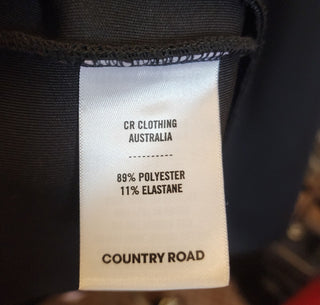 CR CLOTHING
AUSTRALIA
-----------
89% POLYESTER
11% ELASTANE
COUNTRY ROAD